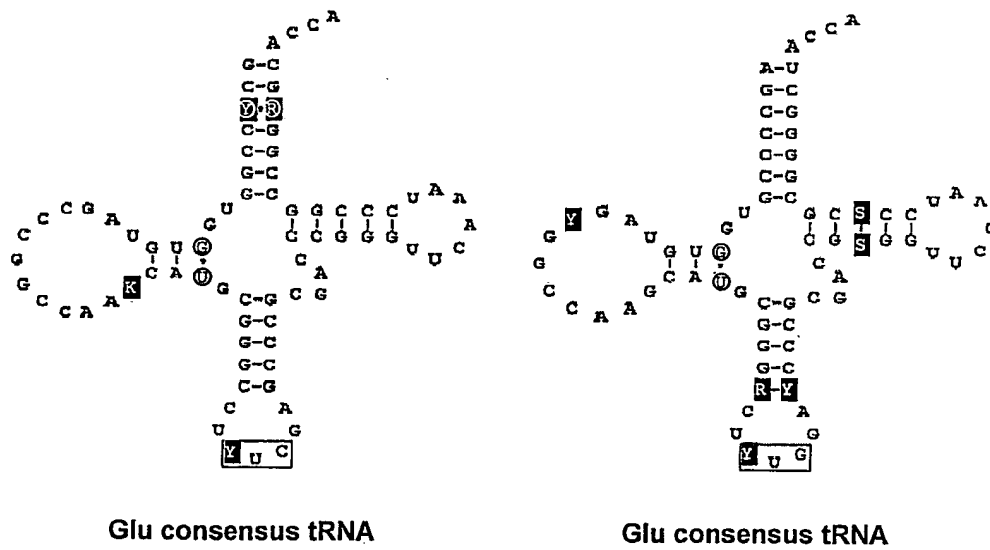 A C C A
G-C
C-G
Y·R
C-G
C-G
G-C
G-C
U A A A C U U
G G C C C
C C G G G
U G
G U U G
U A G C
K A A C C G G C C C G A U
C C A G
C-G
G-C
G-C
G-C
C-G
C A
U G
Y U C
Glu consensus tRNA
A C C A
A-U
G-C
C-G
C-G
C-G
G C S C C
C G S G G
Y G A U
G U U G
U A G C
G A A C C G G
C-G
G-C
G-C
G-C
R-Y
C A
U G
Y U G
Glu consensus tRNA